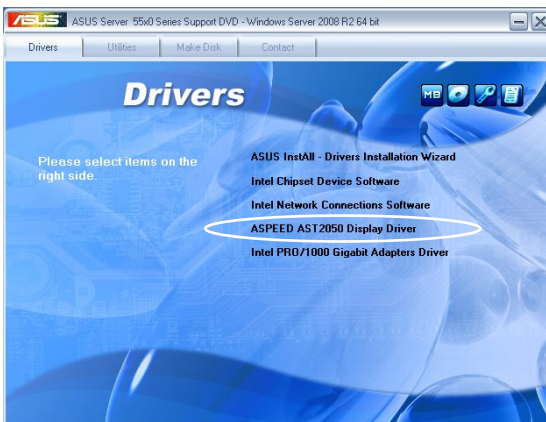 ASUS ASUS Server 55x0 Series Support DVD - Windows Server 2008 R2 64 bit
Drivers Utilities Make Disk Contact
Drivers
MB
Please select items on the
right side.
ASUS InstAll - Drivers Installation Wizard
Intel Chipset Device Software
Intel Network Connections Software
ASPEED AST2050 Display Driver
Intel PRO/1000 Gigabit Adapters Driver